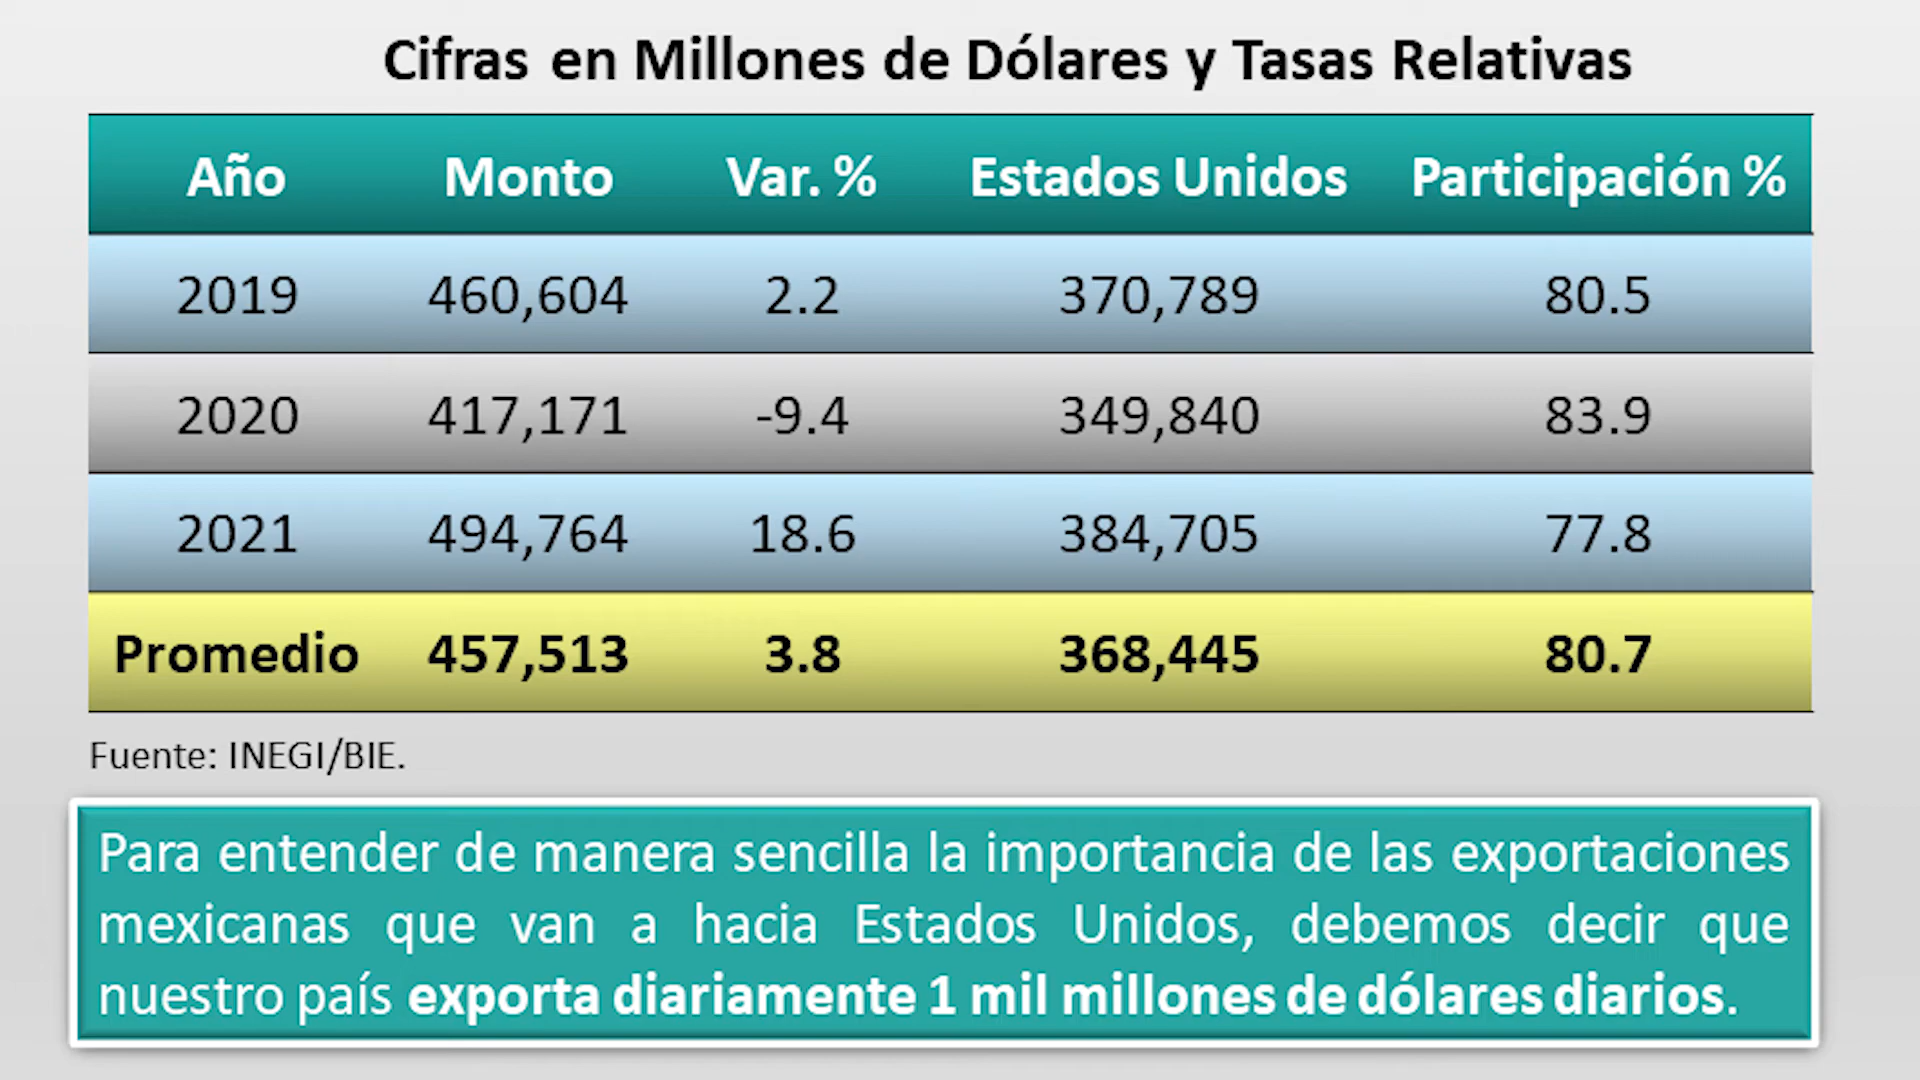 Cifras en Millones de Dólares y Tasas Relativas
Año Monto Var. % Estados Unidos Participación %
2019 460,604 2.2 370,789 80.5
2020 417,171 -9.4 349,840 83.9
2021 494,764 18.6 384,705 77.8
Promedio 457,513 3.8 368,445 80.7
Fuente: INEGI/BIE.
Para entender de manera sencilla la importancia de las exportaciones
mexicanas que van a hacia Estados Unidos, debemos decir que
nuestro país exporta diariamente 1 mil millones de dólares diarios.